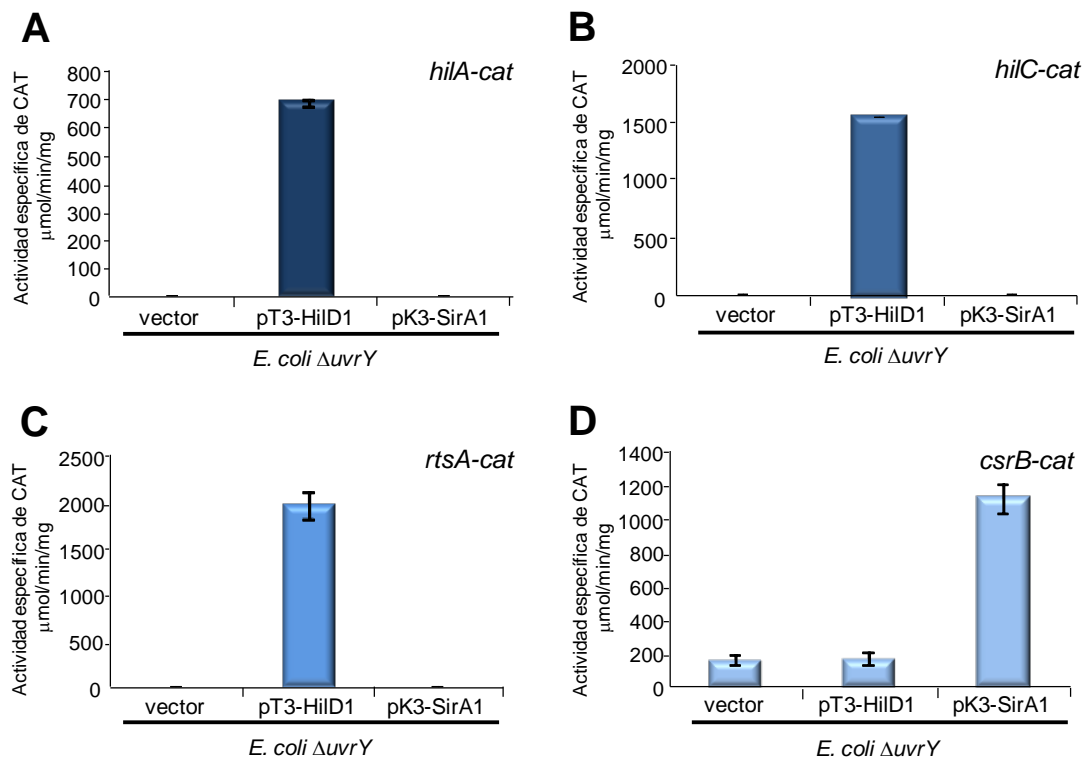 A
hilA-cat
Actividad específica de CAT
µmol/min/mg
800
700
600
500
400
300
200
100
0
vector pT3-HilD1 pK3-SirA1
E. coli ΔuvrY
B
hilC-cat
Actividad específica de CAT
µmol/min/mg
2000
1500
1000
500
0
vector pT3-HilD1 pK3-SirA1
E. coli ΔuvrY
C
rtsA-cat
Actividad específica de CAT
µmol/min/mg
2500
2000
1500
1000
500
0
vector pT3-HilD1 pK3-SirA1
E. coli ΔuvrY
D
csrB-cat
Actividad específica de CAT
µmol/min/mg
1400
1200
1000
800
600
400
200
0
vector pT3-HilD1 pK3-SirA1
E. coli ΔuvrY